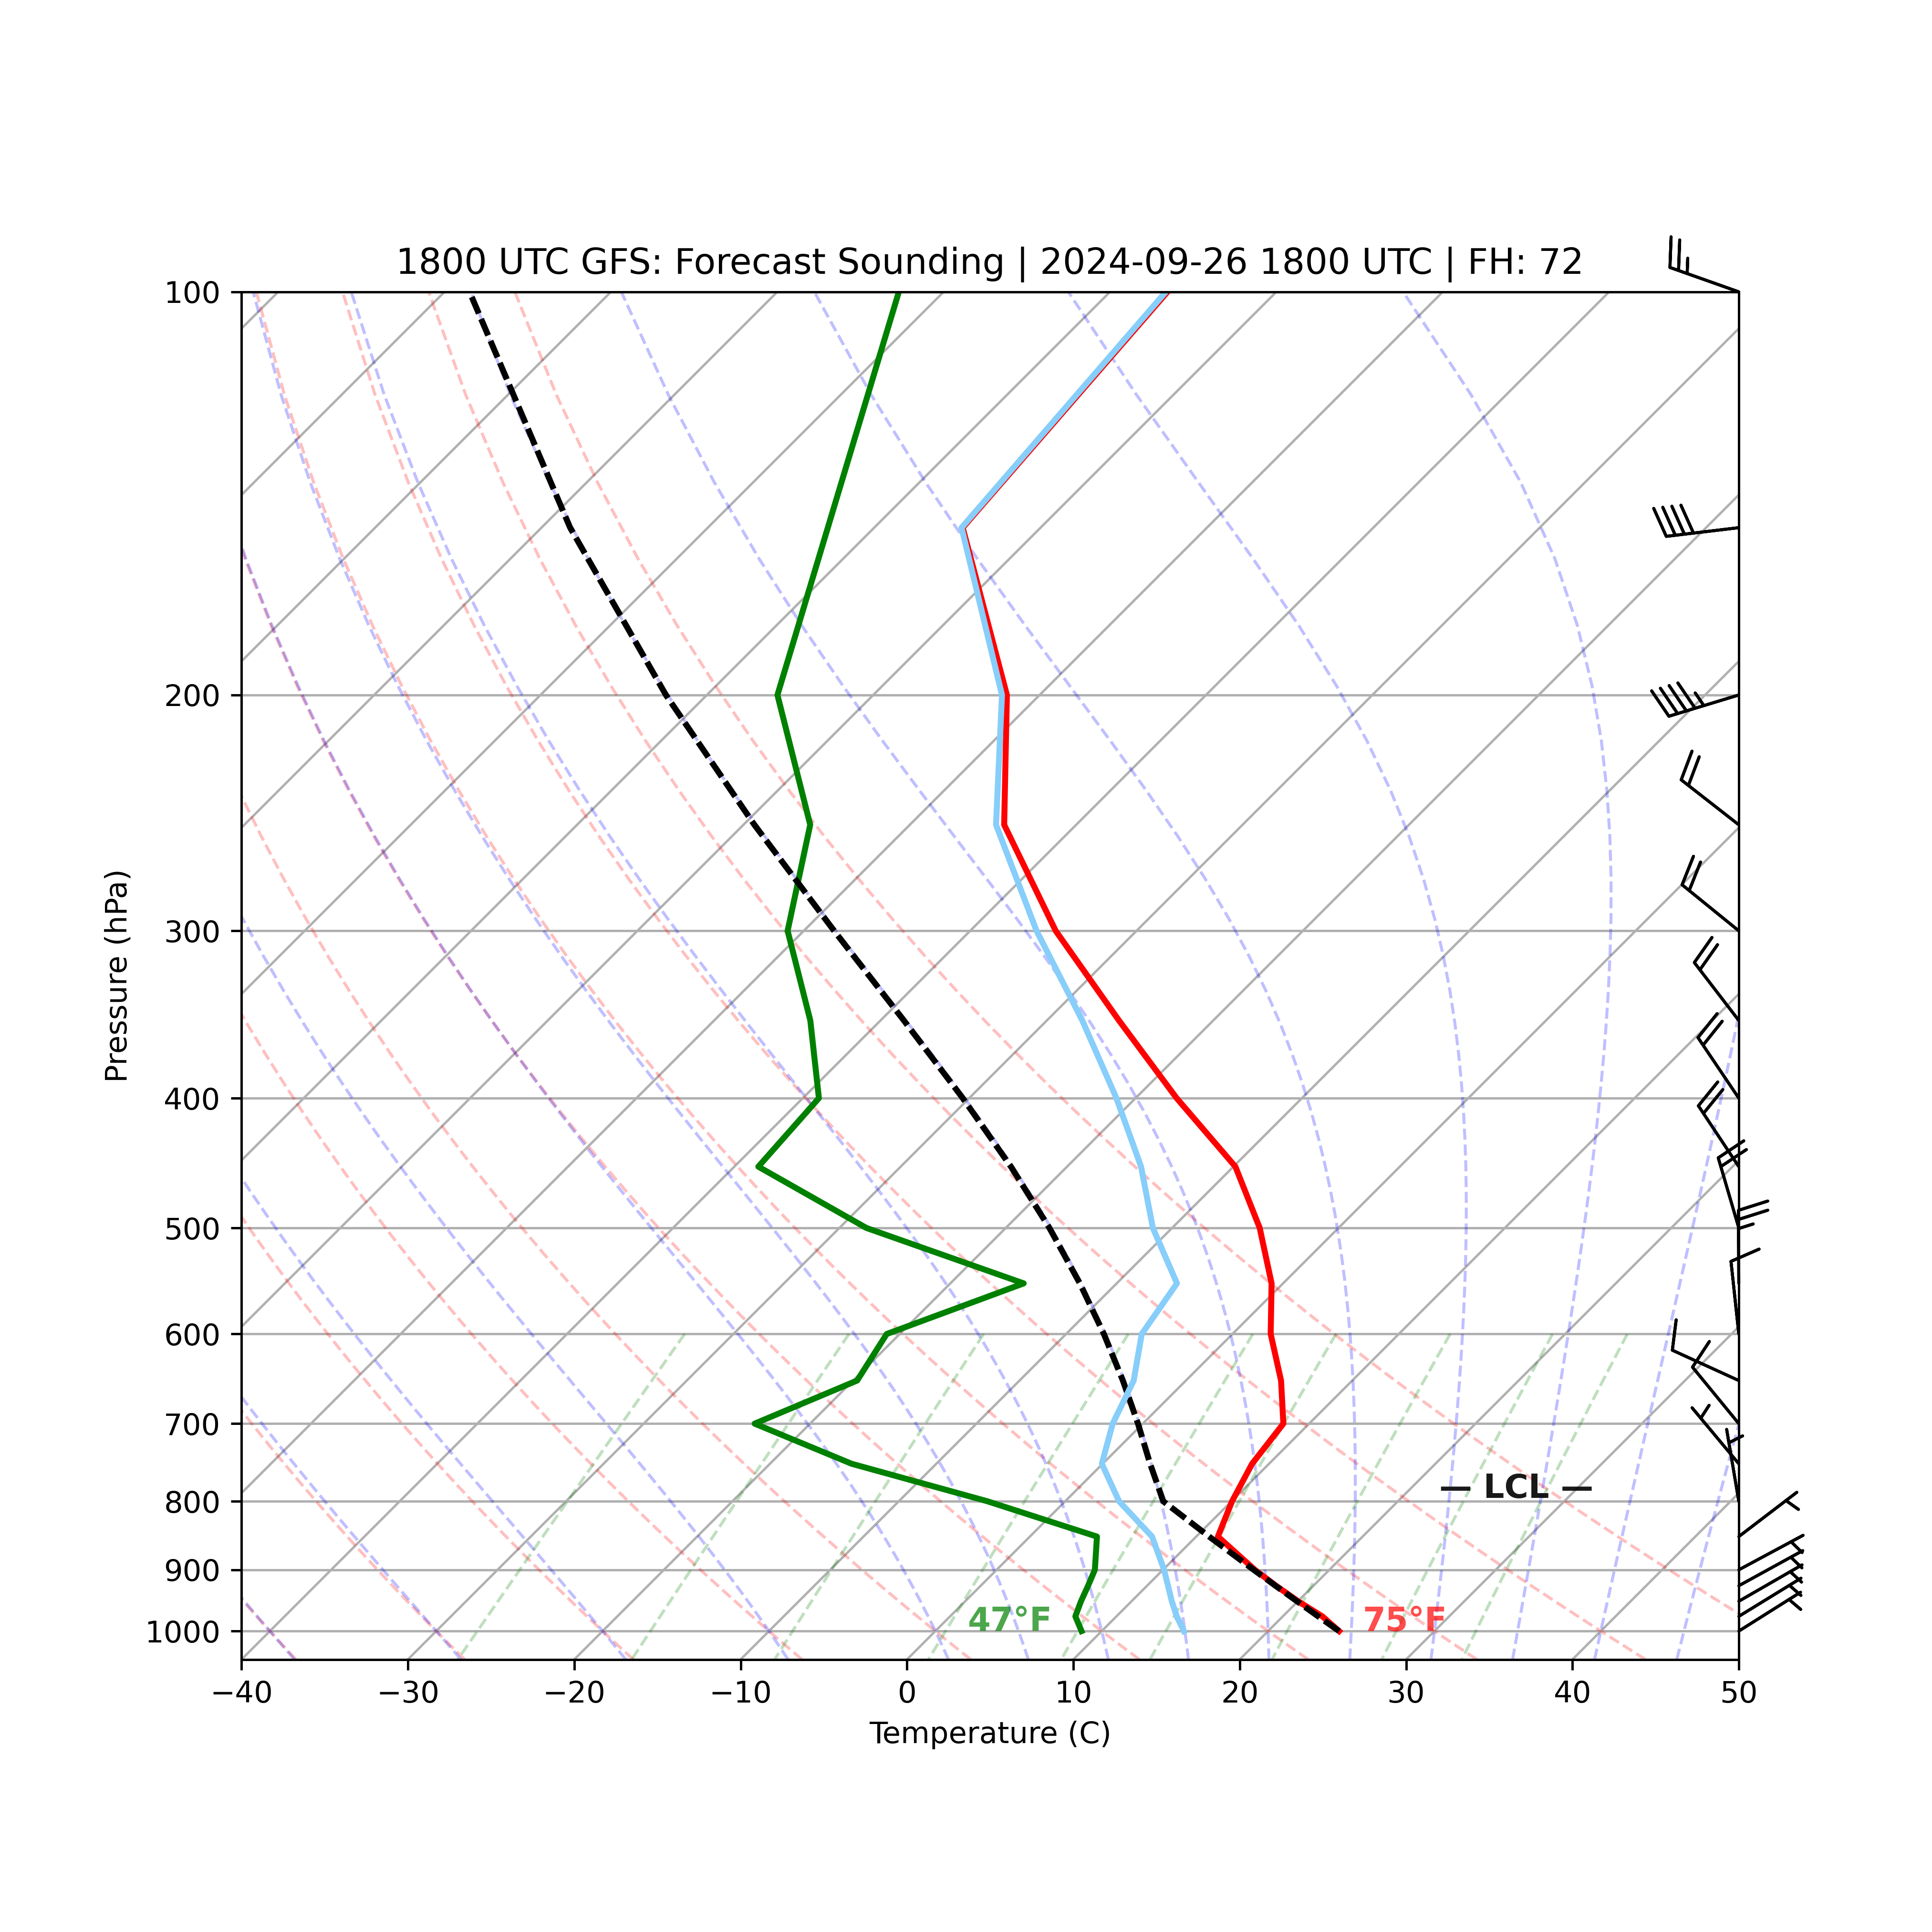 1800 UTC GFS: Forecast Sounding | 2024-09-26 1800 UTC | FH: 72
100
200
300
400
500
600
700
800
900
1000
Pressure (hPa)
— LCL —
47°F
75°F
−40 −30 −20 −10 0 10 20 30 40 50
Temperature (C)